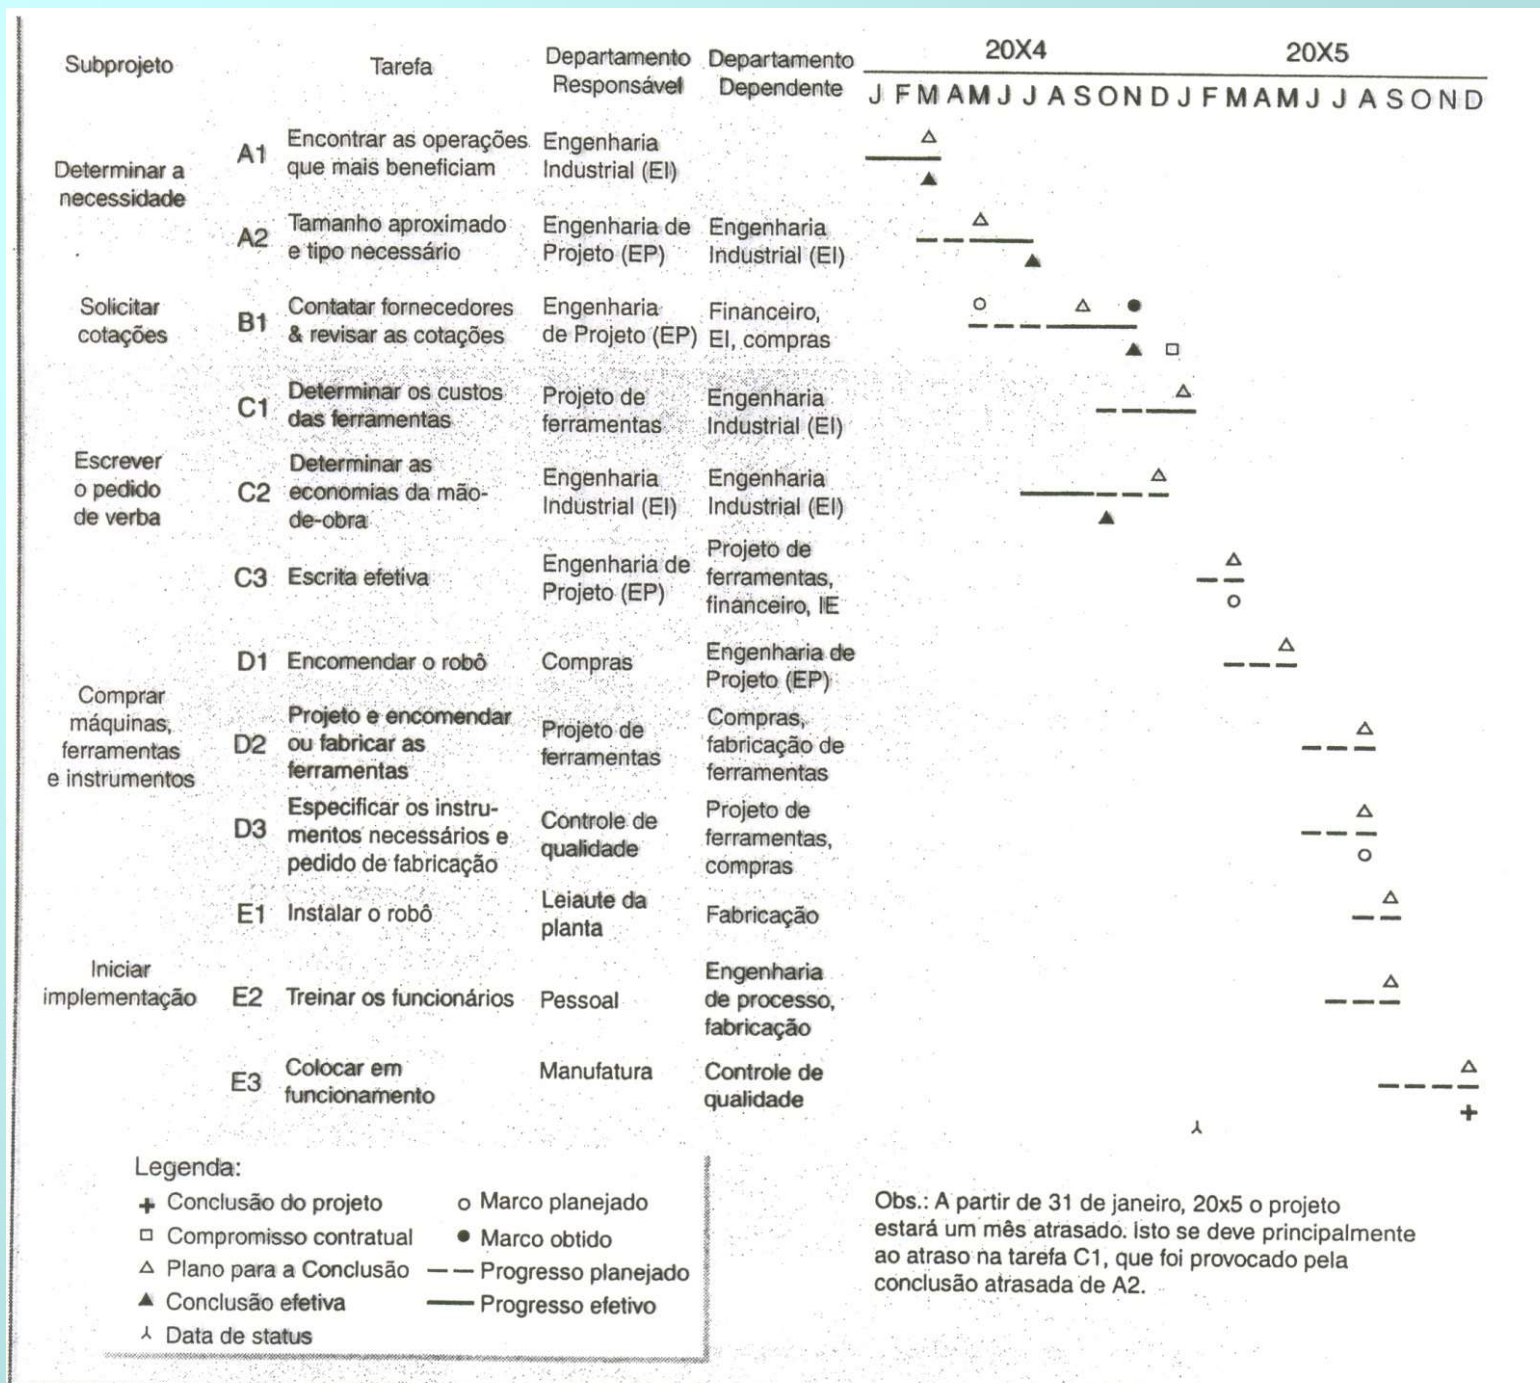 Subprojeto
Tarefa
Departamento
Responsável
Departamento
Dependente
20X4
20X5
J F M A M J J A S O N D J F M A M J J A S O N D
Determinar a
necessidade
A1
Encontrar as operações
que mais beneficiam
Engenharia
Industrial (EI)
A2
Tamanho aproximado
e tipo necessário
Engenharia de
Projeto (EP)
Engenharia
Industrial (EI)
Solicitar
cotações
B1
Contatar fornecedores
& revisar as cotações
Engenharia
de Projeto (EP)
Financeiro,
EI, compras
Escrever
o pedido
de verba
C1
Determinar os custos
das ferramentas
Projeto de
ferramentas
Engenharia
Industrial (EI)
C2
Determinar as
economias da mão-
de-obra
Engenharia
Industrial (EI)
Engenharia
Industrial (EI)
C3
Escrita efetiva
Engenharia de
Projeto (EP)
Projeto de
ferramentas,
financeiro, IE
Comprar
máquinas,
ferramentas
e instrumentos
D1
Encomendar o robô
Compras
Engenharia de
Projeto (EP)
D2
Projeto e encomendar
ou fabricar as
ferramentas
Projeto de
ferramentas
Compras,
fabricação de
ferramentas
D3
Especificar os instru-
mentos necessários e
pedido de fabricação
Controle de
qualidade
Projeto de
ferramentas,
compras
Iniciar
implementação
E1
Instalar o robô
Leiaute da
planta
Fabricação
E2
Treinar os funcionários
Pessoal
Engenharia
de processo,
fabricação
E3
Colocar em
funcionamento
Manufatura
Controle de
qualidade
Legenda:
Conclusão do projeto
Compromisso contratual
Plano para a Conclusão
Conclusão efetiva
Data de status
Marco planejado
Marco obtido
Progresso planejado
Progresso efetivo
Obs.: A partir de 31 de janeiro, 20x5 o projeto
estará um mês atrasado. Isto se deve principalmente
ao atraso na tarefa C1, que foi provocado pela
conclusão atrasada de A2.